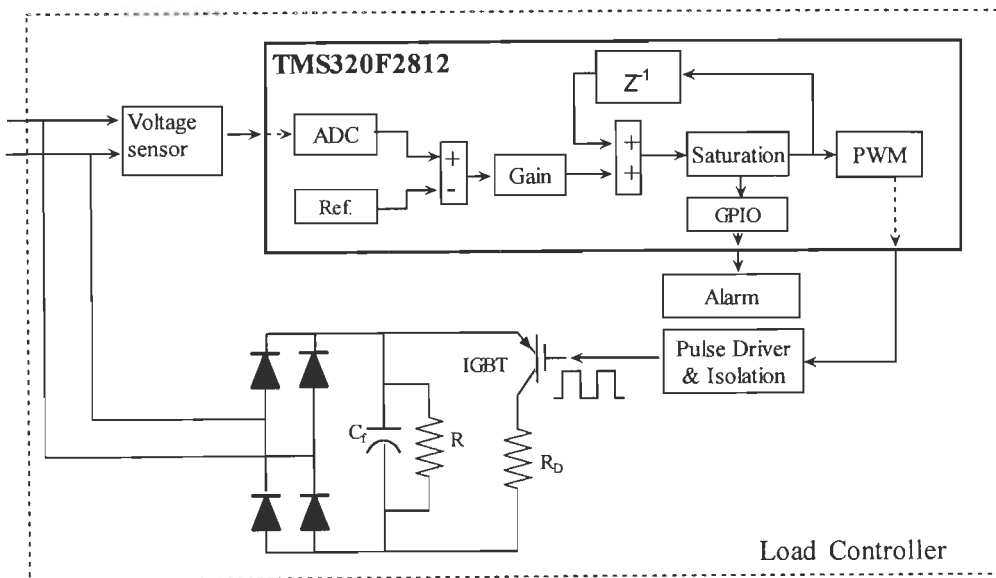 TMS320F2812
Z⁻¹
Voltage
sensor
ADC
+
-
Ref.
Gain
+
+
Saturation
PWM
GPIO
Alarm
Pulse Driver
& Isolation
IGBT
C_f
R
R_D
Load Controller